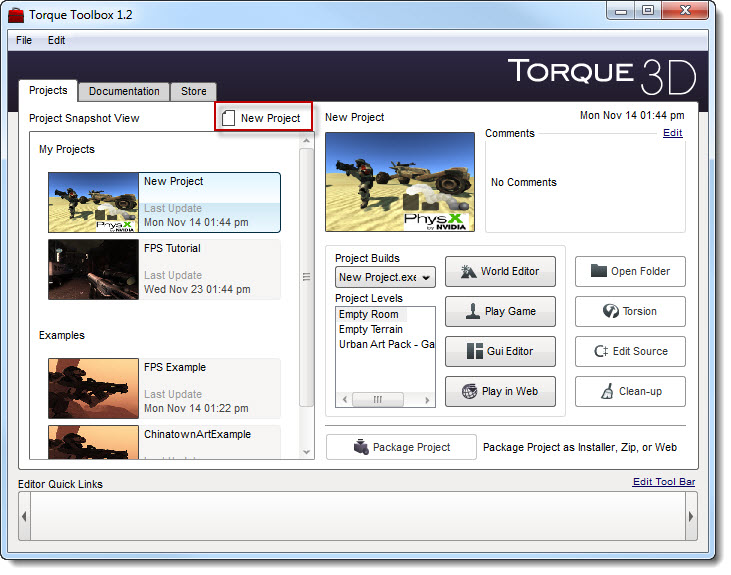 Torque Toolbox 1.2
File Edit
TORQUE 3D
Projects Documentation Store
Project Snapshot View
New Project
My Projects
New Project
Last Update
Mon Nov 14 01:44 pm
PhysX
by NVIDIA
FPS Tutorial
Last Update
Wed Nov 23 01:44 pm
Examples
FPS Example
Last Update
Mon Nov 14 01:22 pm
ChinatownArtExample
New Project
Mon Nov 14 01:44 pm
PhysX
by NVIDIA
Comments
Edit
No Comments
Project Builds
New Project.exe
Project Levels
Empty Room
Empty Terrain
Urban Art Pack - Ga
World Editor
Play Game
Gui Editor
Play in Web
Open Folder
Torsion
Edit Source
Clean-up
Package Project
Package Project as Installer, Zip, or Web
Editor Quick Links
Edit Tool Bar